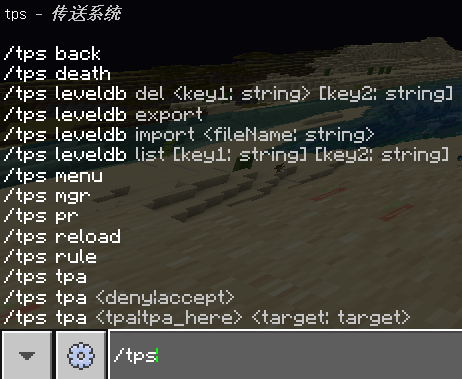 tps - 传送系统
/tps back
/tps death
/tps leveldb del <key1: string> [key2: string]
/tps leveldb export
/tps leveldb import <fileName: string>
/tps leveldb list [key1: string] [key2: string]
/tps menu
/tps mgr
/tps pr
/tps reload
/tps rule
/tps tpa
/tps tpa <deny|accept>
/tps tpa <tpa|tpa_here> <target: target>
/tps